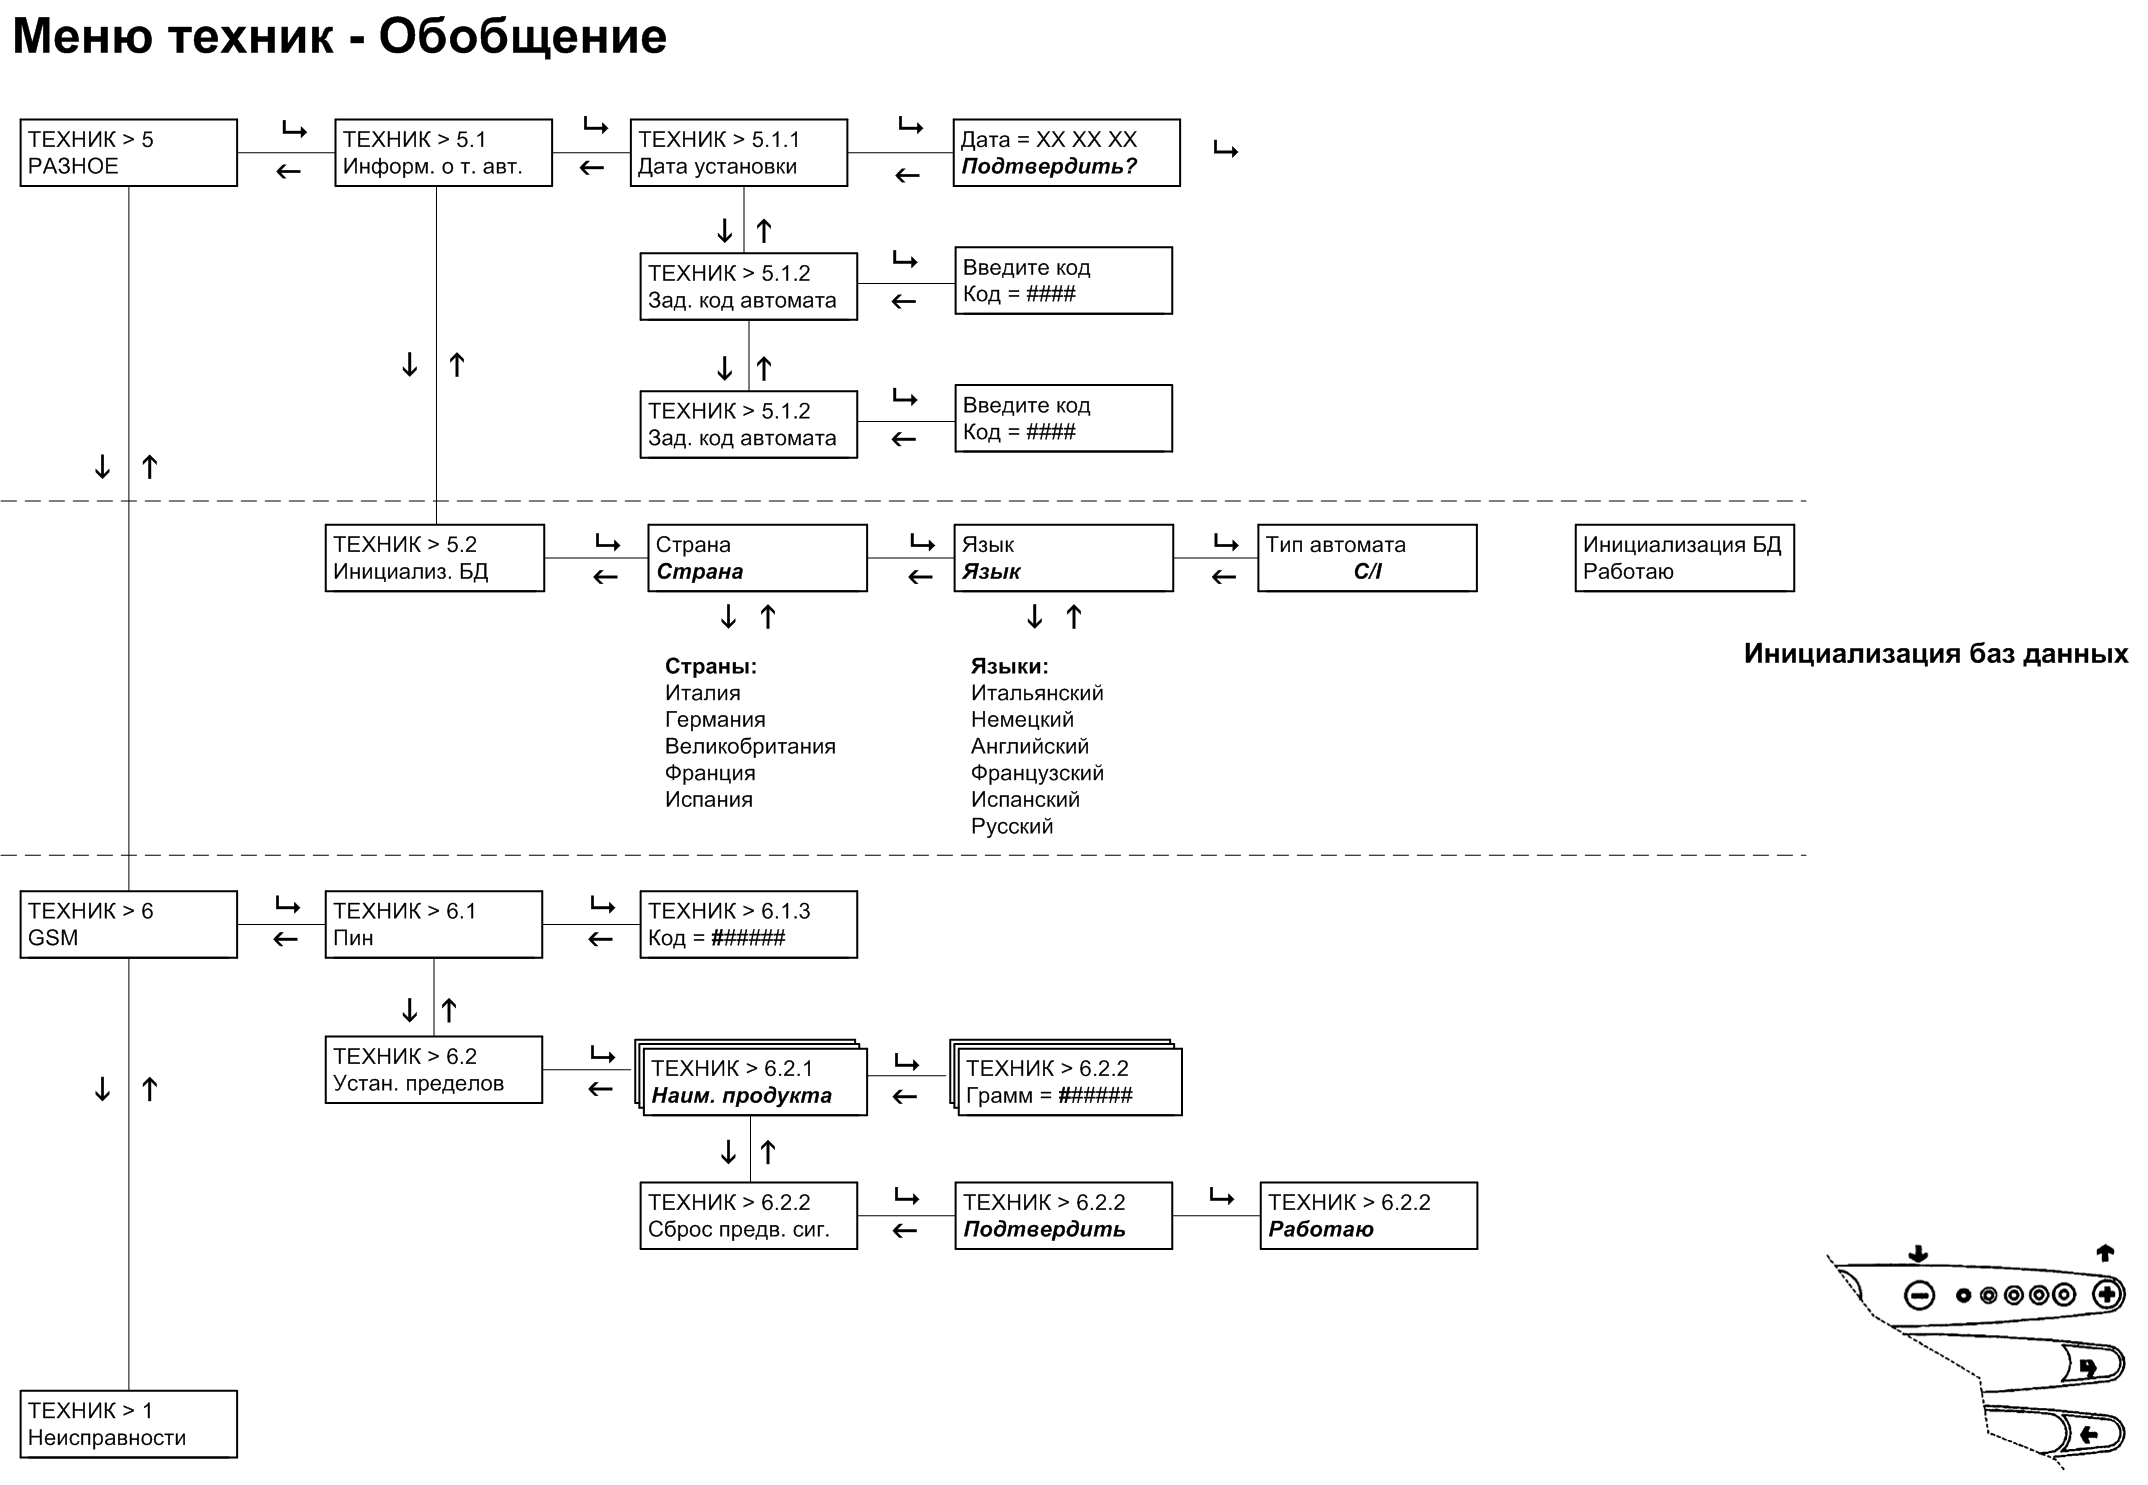 Меню техник - Обобщение
ТЕХНИК > 5
РАЗНОЕ
ТЕХНИК > 5.1
Информ. о т. авт.
ТЕХНИК > 5.1.1
Дата установки
Дата = XX XX XX
Подтвердить?
ТЕХНИК > 5.1.2
Зад. код автомата
Введите код
Код = ####
ТЕХНИК > 5.1.2
Зад. код автомата
Введите код
Код = ####
ТЕХНИК > 5.2
Инициализ. БД
Страна
Страна
Язык
Язык
Тип автомата
C/I
Инициализация БД
Работаю
Инициализация баз данных
Страны:
Италия
Германия
Великобритания
Франция
Испания
Языки:
Итальянский
Немецкий
Английский
Французский
Испанский
Русский
ТЕХНИК > 6
GSM
ТЕХНИК > 6.1
Пин
ТЕХНИК > 6.1.3
Код = ######
ТЕХНИК > 6.2
Устан. пределов
ТЕХНИК > 6.2.1
Наим. продукта
ТЕХНИК > 6.2.2
Грамм = ######
ТЕХНИК > 6.2.2
Сброс предв. сиг.
ТЕХНИК > 6.2.2
Подтвердить
ТЕХНИК > 6.2.2
Работаю
ТЕХНИК > 1
Неисправности